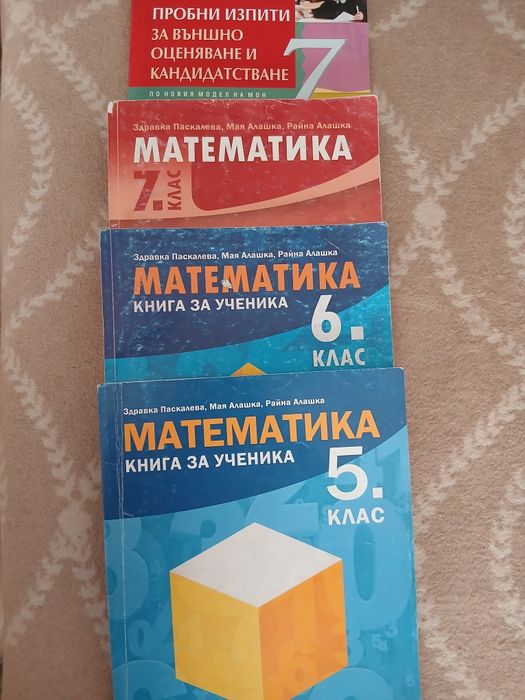 ПРОБНИ ИЗПИТИ
ЗА ВЪНШНО
ОЦЕНЯВАНЕ И
КАНДИДАТСТВАНЕ
7
ПО НОВИЯ МОДЕЛ НА МОН
Здравка Паскалева, Мая Алашка, Райна Алашка
МАТЕМАТИКА
7. КЛАС
Здравка Паскалева, Мая Алашка, Райна Алашка
МАТЕМАТИКА
КНИГА ЗА УЧЕНИКА
6.
КЛАС
Здравка Паскалева, Мая Алашка, Райна Алашка
МАТЕМАТИКА
КНИГА ЗА УЧЕНИКА
5.
КЛАС